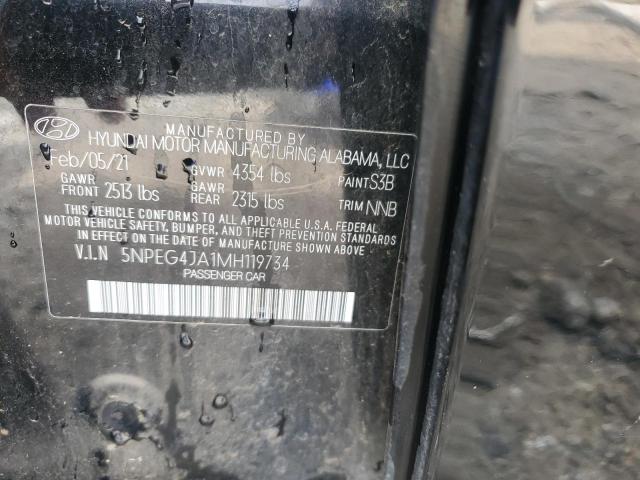 MANUFACTURED BY
HYUNDAI MOTOR MANUFACTURING ALABAMA, LLC
Feb/05/21 GVWR 4354 lbs PAINT S3B
GAWR FRONT 2513 lbs GAWR REAR 2315 lbs TRIM NNB
THIS VEHICLE CONFORMS TO ALL APPLICABLE U.S.A. FEDERAL
MOTOR VEHICLE SAFETY, BUMPER, AND THEFT PREVENTION STANDARDS
IN EFFECT ON THE DATE OF MANUFACTURE SHOWN ABOVE.
V.I.N 5NPEG4JA1MH119734
PASSENGER CAR